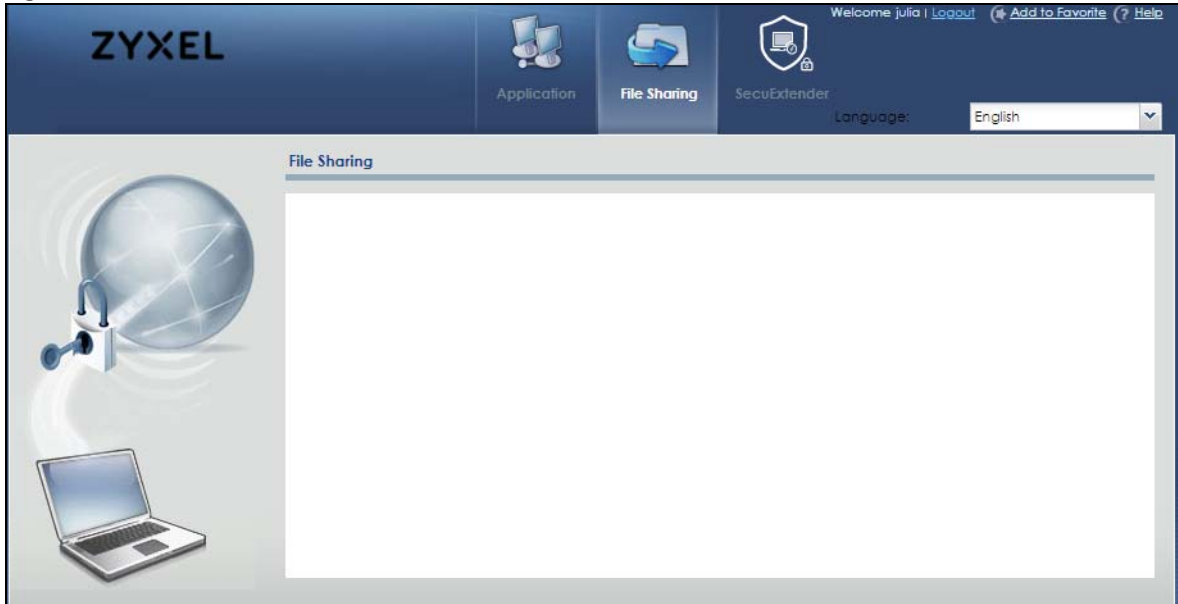 Welcome julia | Logout Add to Favorite ? Help
ZYXEL
Application
File Sharing
SecuExtender
Language: English
File Sharing